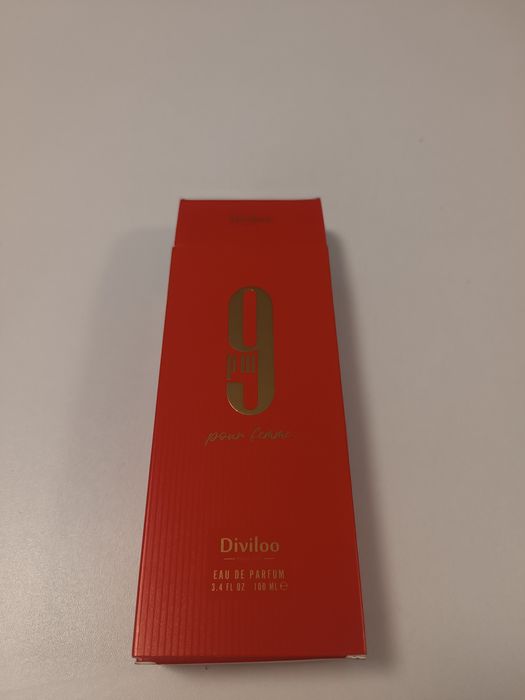 9
pm
pour femme
Diviloo
EAU DE PARFUM
3.4 FL OZ 100 ML ℮